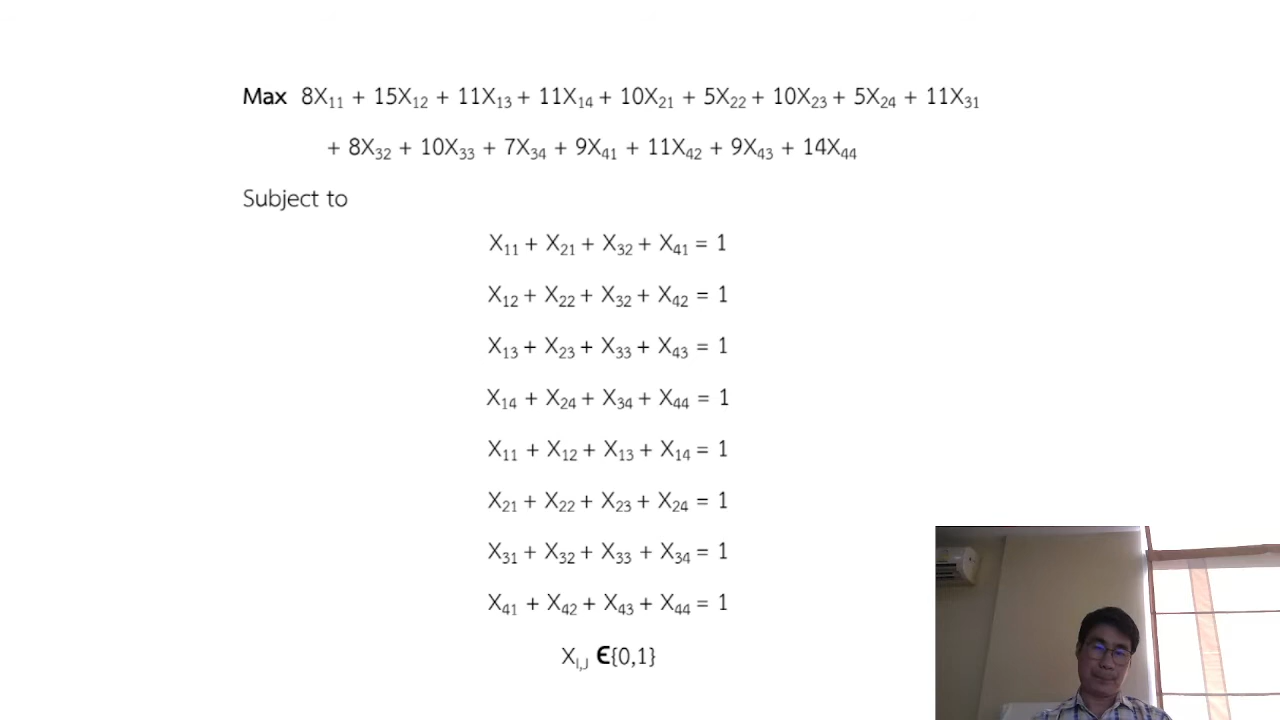 Max 8X₁₁ + 15X₁₂ + 11X₁₃ + 11X₁₄ + 10X₂₁ + 5X₂₂ + 10X₂₃ + 5X₂₄ + 11X₃₁
+ 8X₃₂ + 10X₃₃ + 7X₃₄ + 9X₄₁ + 11X₄₂ + 9X₄₃ + 14X₄₄
Subject to
X₁₁ + X₂₁ + X₃₂ + X₄₁ = 1
X₁₂ + X₂₂ + X₃₂ + X₄₂ = 1
X₁₃ + X₂₃ + X₃₃ + X₄₃ = 1
X₁₄ + X₂₄ + X₃₄ + X₄₄ = 1
X₁₁ + X₁₂ + X₁₃ + X₁₄ = 1
X₂₁ + X₂₂ + X₂₃ + X₂₄ = 1
X₃₁ + X₃₂ + X₃₃ + X₃₄ = 1
X₄₁ + X₄₂ + X₄₃ + X₄₄ = 1
X_I,J ϵ{0,1}